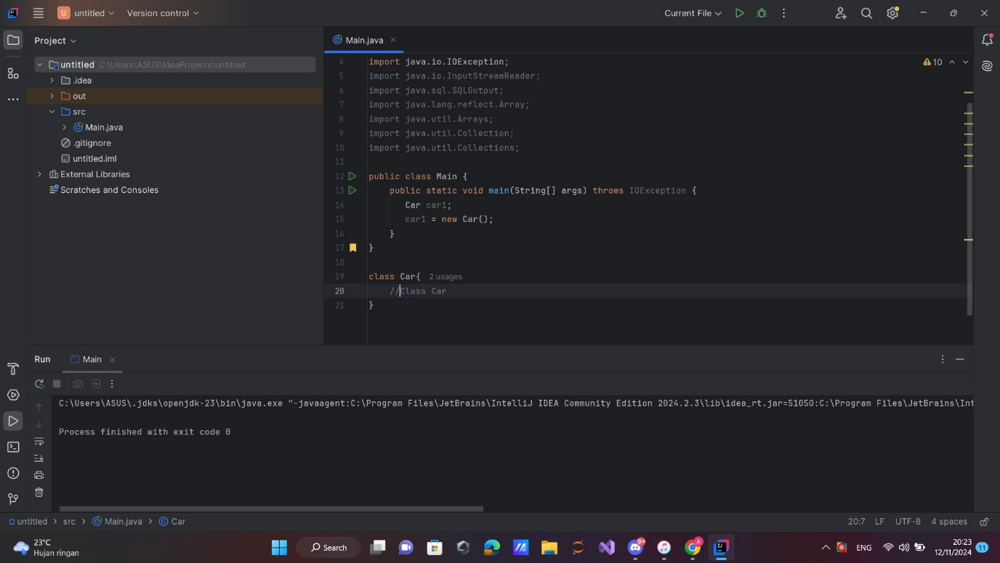 U untitled Version control Current File
Project
Main.java
untitled C:\Users\ASUS\IdeaProjects\untitled
.idea
out
src
Main.java
.gitignore
untitled.iml
External Libraries
Scratches and Consoles
10
4 import java.io.IOException;
5 import java.io.InputStreamReader;
6 import java.sql.SQLOutput;
7 import java.lang.reflect.Array;
8 import java.util.Arrays;
9 import java.util.Collection;
10 import java.util.Collections;
11
12 public class Main {
13 public static void main(String[] args) throws IOException {
14 Car car1;
15 car1 = new Car();
16 }
17 }
18
19 class Car{ 2 usages
20 //Class Car
21 }
Run Main
C:\Users\ASUS\.jdks\openjdk-23\bin\java.exe "-javaagent:C:\Program Files\JetBrains\IntelliJ IDEA Community Edition 2024.2.3\lib\idea_rt.jar=51050:C:\Program Files\JetBrains\Int
Process finished with exit code 0
untitled > src > Main.java > Car 20:7 LF UTF-8 4 spaces
23°C
Hujan ringan
Search
9+
A
ENG
20:23
12/11/2024
11